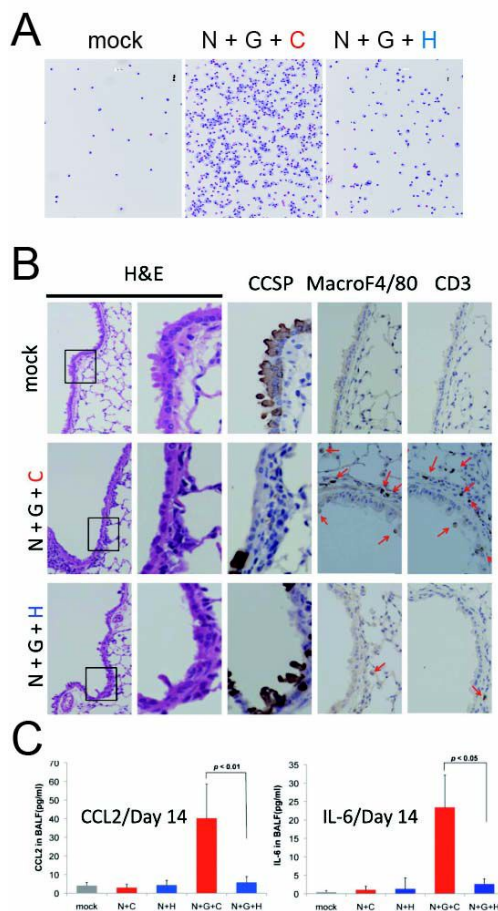 A
mock N + G + C N + G + H
B
H&E CCSP MacroF4/80 CD3
mock
N + G + C
N + G + H
C
p < 0.01
70
60
50
40
30
20
10
0
CCL2 in BALF(pg/ml)
CCL2/Day 14
mock N+C N+H N+G+C N+G+H
p < 0.05
35
30
25
20
15
10
5
0
IL-6 in BALF(pg/ml)
IL-6/Day 14
mock N+C N+H N+G+C N+G+H